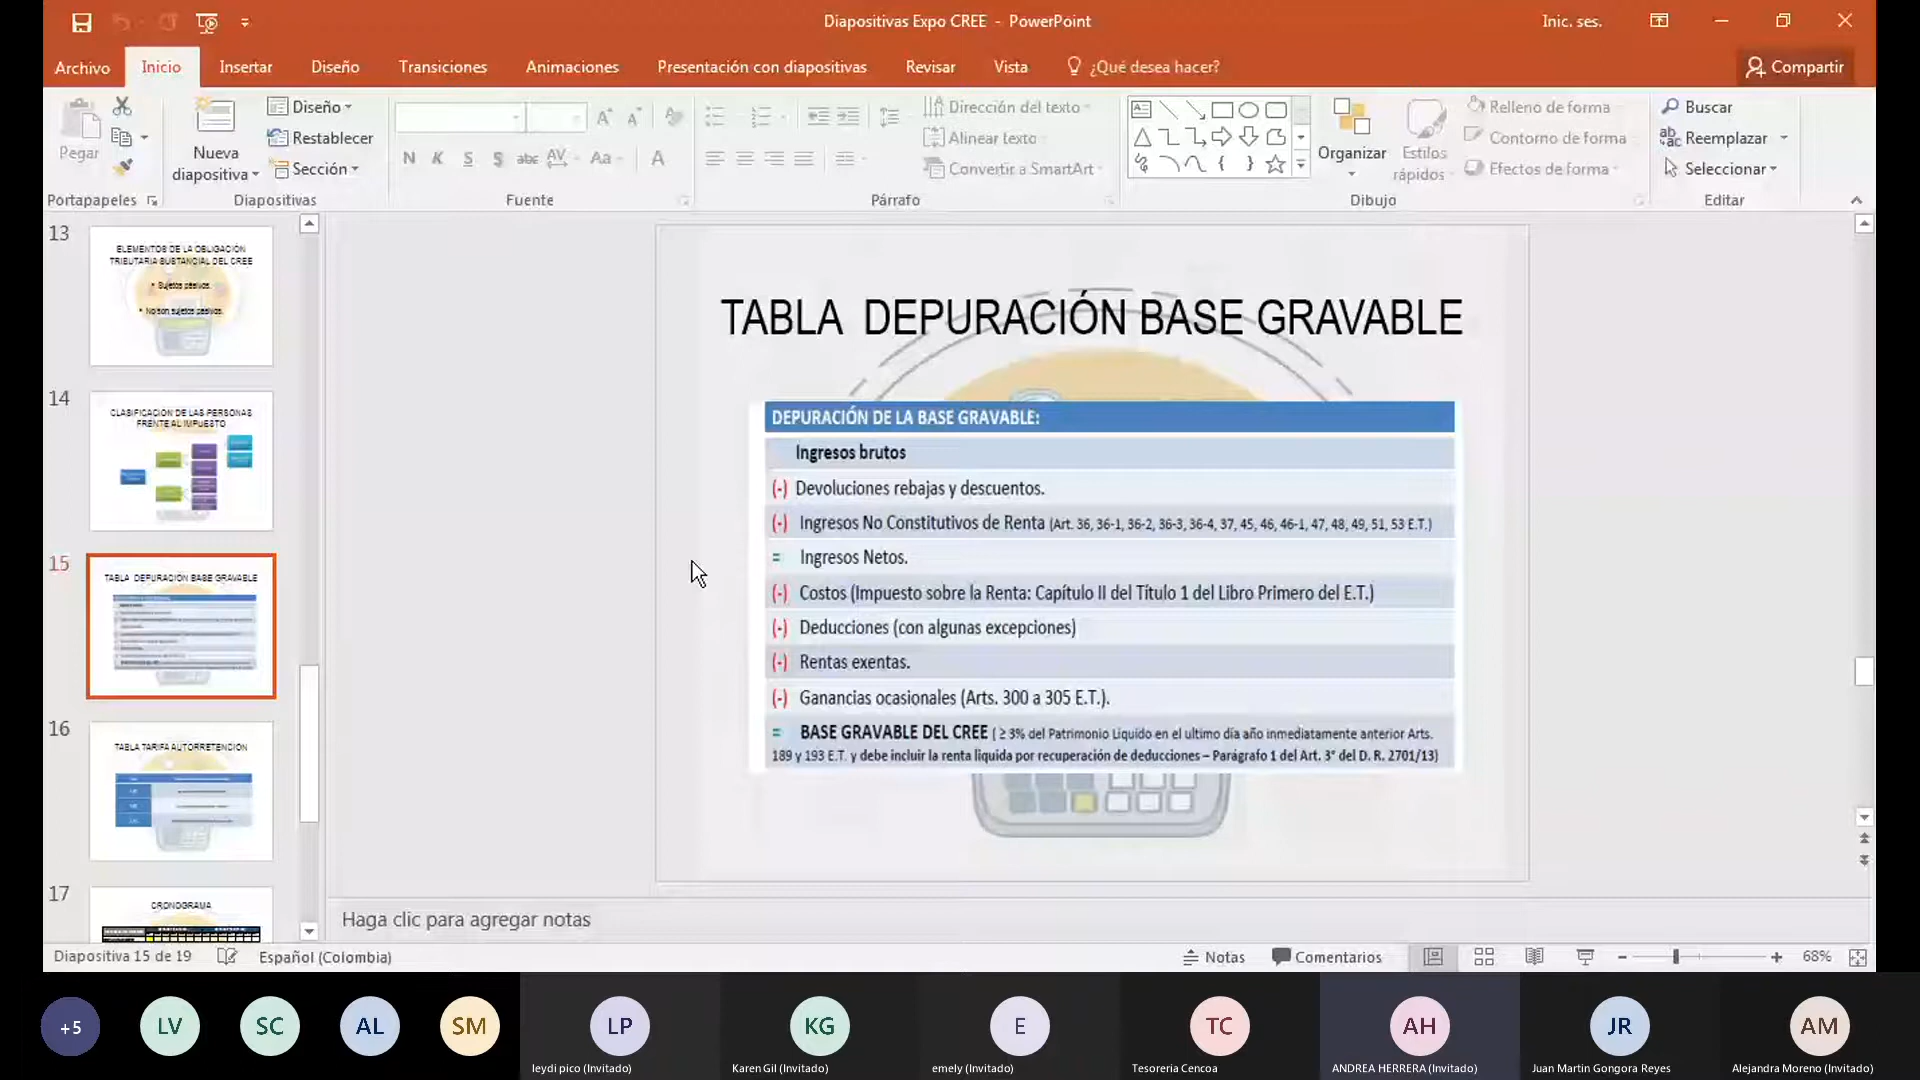 Diapositivas Expo CREE - PowerPoint
Inic. ses.
Archivo Inicio Insertar Diseño Transiciones Animaciones Presentación con diapositivas Revisar Vista ¿Qué desea hacer? Compartir
Pegar
Nueva diapositiva
Diseño
Restablecer
Sección
N K S S abc AV Aa A
Dirección del texto
Alinear texto
Convertir a SmartArt
Organizar
Estilos rápidos
Relleno de forma
Contorno de forma
Efectos de forma
Buscar
Reemplazar
Seleccionar
Portapapeles Diapositivas Fuente Párrafo Dibujo Editar
13
ELEMENTOS DE LA OBLIGACIÓN
TRIBUTARIA SUSTANCIAL DEL CREE
• Sujetos pasivos.
• No son sujetos pasivos.
14
CLASIFICACIÓN DE LAS PERSONAS
FRENTE AL IMPUESTO
15
TABLA DEPURACIÓN BASE GRAVABLE
16
TABLA TARIFA AUTORRETENCIÓN
17
CRONOGRAMA
TABLA DEPURACIÓN BASE GRAVABLE
DEPURACIÓN DE LA BASE GRAVABLE:
Ingresos brutos
(-) Devoluciones rebajas y descuentos.
(-) Ingresos No Constitutivos de Renta (Art. 36, 36-1, 36-2, 36-3, 36-4, 37, 45, 46, 46-1, 47, 48, 49, 51, 53 E.T.)
= Ingresos Netos.
(-) Costos (Impuesto sobre la Renta: Capítulo II del Título 1 del Libro Primero del E.T.)
(-) Deducciones (con algunas excepciones)
(-) Rentas exentas.
(-) Ganancias ocasionales (Arts. 300 a 305 E.T.).
= BASE GRAVABLE DEL CREE ( ≥ 3% del Patrimonio Liquido en el ultimo día año inmediatamente anterior Arts.
189 y 193 E.T. y debe incluir la renta liquida por recuperación de deducciones – Parágrafo 1 del Art. 3° del D. R. 2701/13)
Haga clic para agregar notas
Diapositiva 15 de 19 Español (Colombia) Notas Comentarios 68%
+5 LV SC AL SM LP KG E TC AH JR AM
leydi pico (Invitado) Karen Gil (Invitado) emely (Invitado) Tesoreria Cencoa ANDREA HERRERA (Invitado) Juan Martin Gongora Reyes Alejandra Moreno (Invitado)